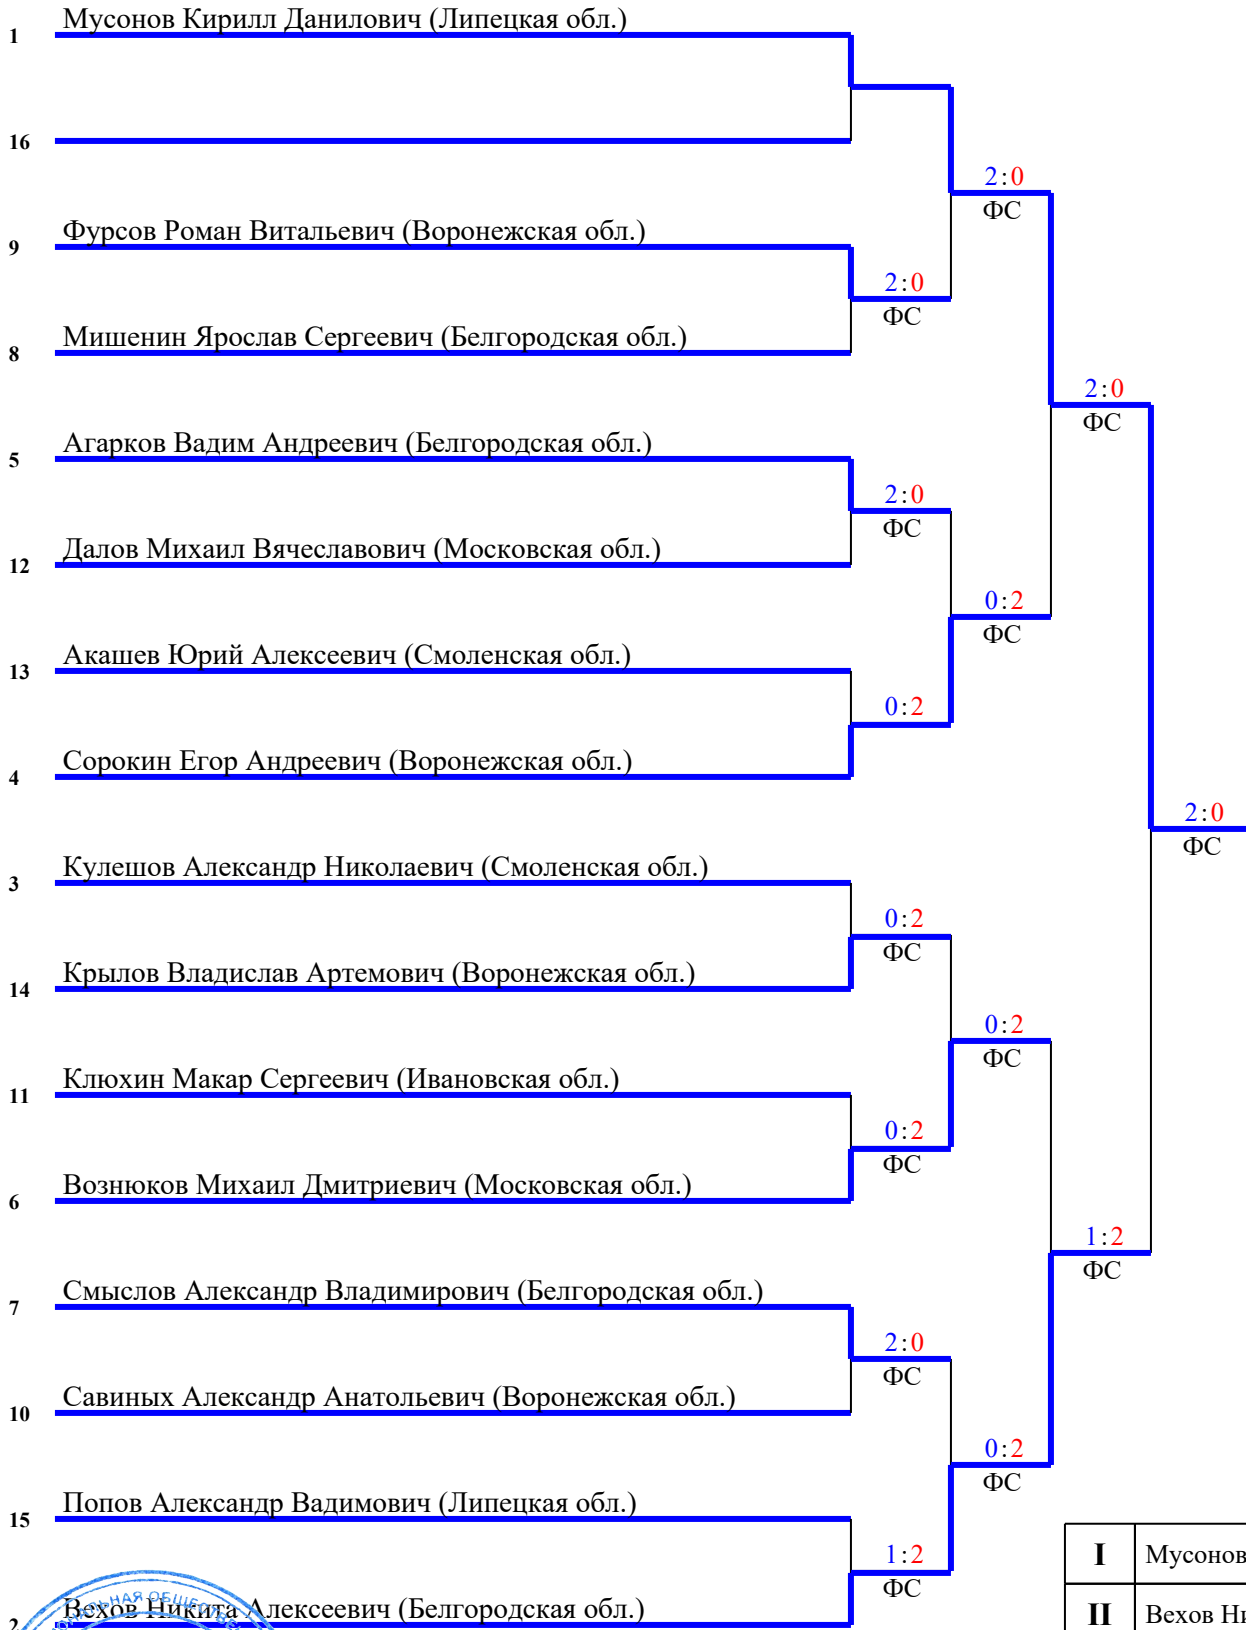 Мусонов Кирилл Данилович (Липецкая обл.)
1
16
2:0
ФС
Фурсов Роман Витальевич (Воронежская обл.)
9
2:0
ФС
Мишенин Ярослав Сергеевич (Белгородская обл.)
8
2:0
ФС
Агарков Вадим Андреевич (Белгородская обл.)
5
2:0
ФС
Далов Михаил Вячеславович (Московская обл.)
12
0:2
ФС
Акашев Юрий Алексеевич (Смоленская обл.)
13
0:2
Сорокин Егор Андреевич (Воронежская обл.)
4
2:0
ФС
Кулешов Александр Николаевич (Смоленская обл.)
3
0:2
ФС
Крылов Владислав Артемович (Воронежская обл.)
14
0:2
ФС
Клюхин Макар Сергеевич (Ивановская обл.)
11
0:2
ФС
Вознюков Михаил Дмитриевич (Московская обл.)
6
1:2
ФС
Смыслов Александр Владимирович (Белгородская обл.)
7
2:0
ФС
Савиных Александр Анатольевич (Воронежская обл.)
10
0:2
ФС
Попов Александр Вадимович (Липецкая обл.)
15
I Мусонов
1:2
ФС
Вехов Никита Алексеевич (Белгородская обл.)
2
II Вехов